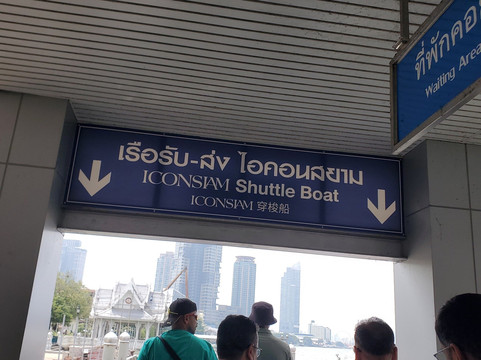 เรือรับ-ส่ง ไอคอนสยาม
ICONSIAM Shuttle Boat
ICONSIAM 穿梭船
ที่พักคอย
Waiting Area